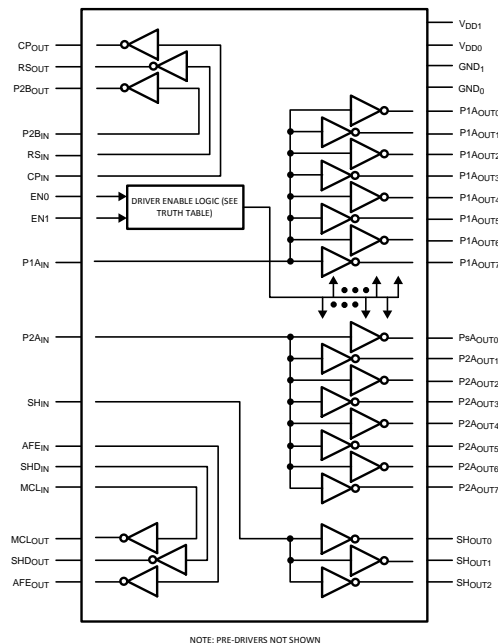 CPOUT
RSOUT
P2BOUT
P2BIN
RSIN
CPIN
EN0
EN1
P1AIN
P2AIN
SHIN
AFEIN
SHDIN
MCLIN
MCLOUT
SHDOUT
AFEOUT
DRIVER ENABLE LOGIC (SEE
TRUTH TABLE)
VDD1
VDD0
GND1
GND0
P1AOUT0
P1AOUT1
P1AOUT2
P1AOUT3
P1AOUT4
P1AOUT5
P1AOUT6
P1AOUT7
PsAOUT0
P2AOUT1
P2AOUT2
P2AOUT3
P2AOUT4
P2AOUT5
P2AOUT6
P2AOUT7
SHOUT0
SHOUT1
SHOUT2
NOTE: PRE-DRIVERS NOT SHOWN